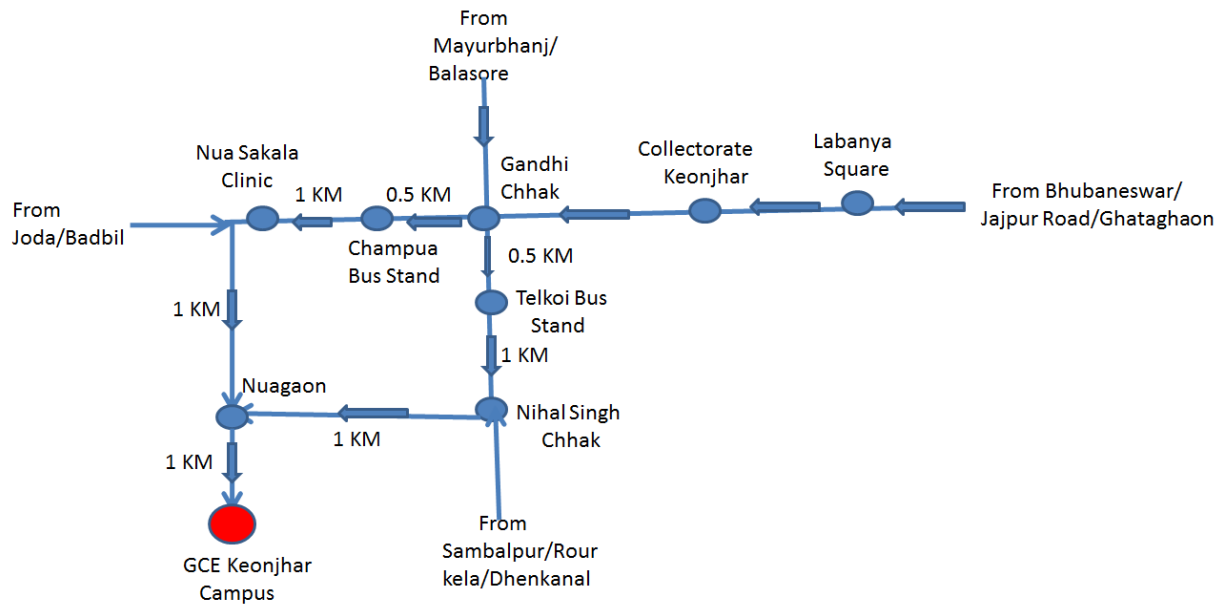 From
Mayurbhanj/
Balasore
Nua Sakala
Clinic
1 KM
0.5 KM
Gandhi
Chhak
Collectorate
Keonjhar
Labanya
Square
From Bhubaneswar/
Jajpur Road/Ghataghaon
From
Joda/Badbil
Champua
Bus Stand
0.5 KM
Telkoi Bus
Stand
1 KM
1 KM
Nuagaon
Nihal Singh
Chhak
1 KM
1 KM
GCE Keonjhar
Campus
From
Sambalpur/Rour
kela/Dhenkanal